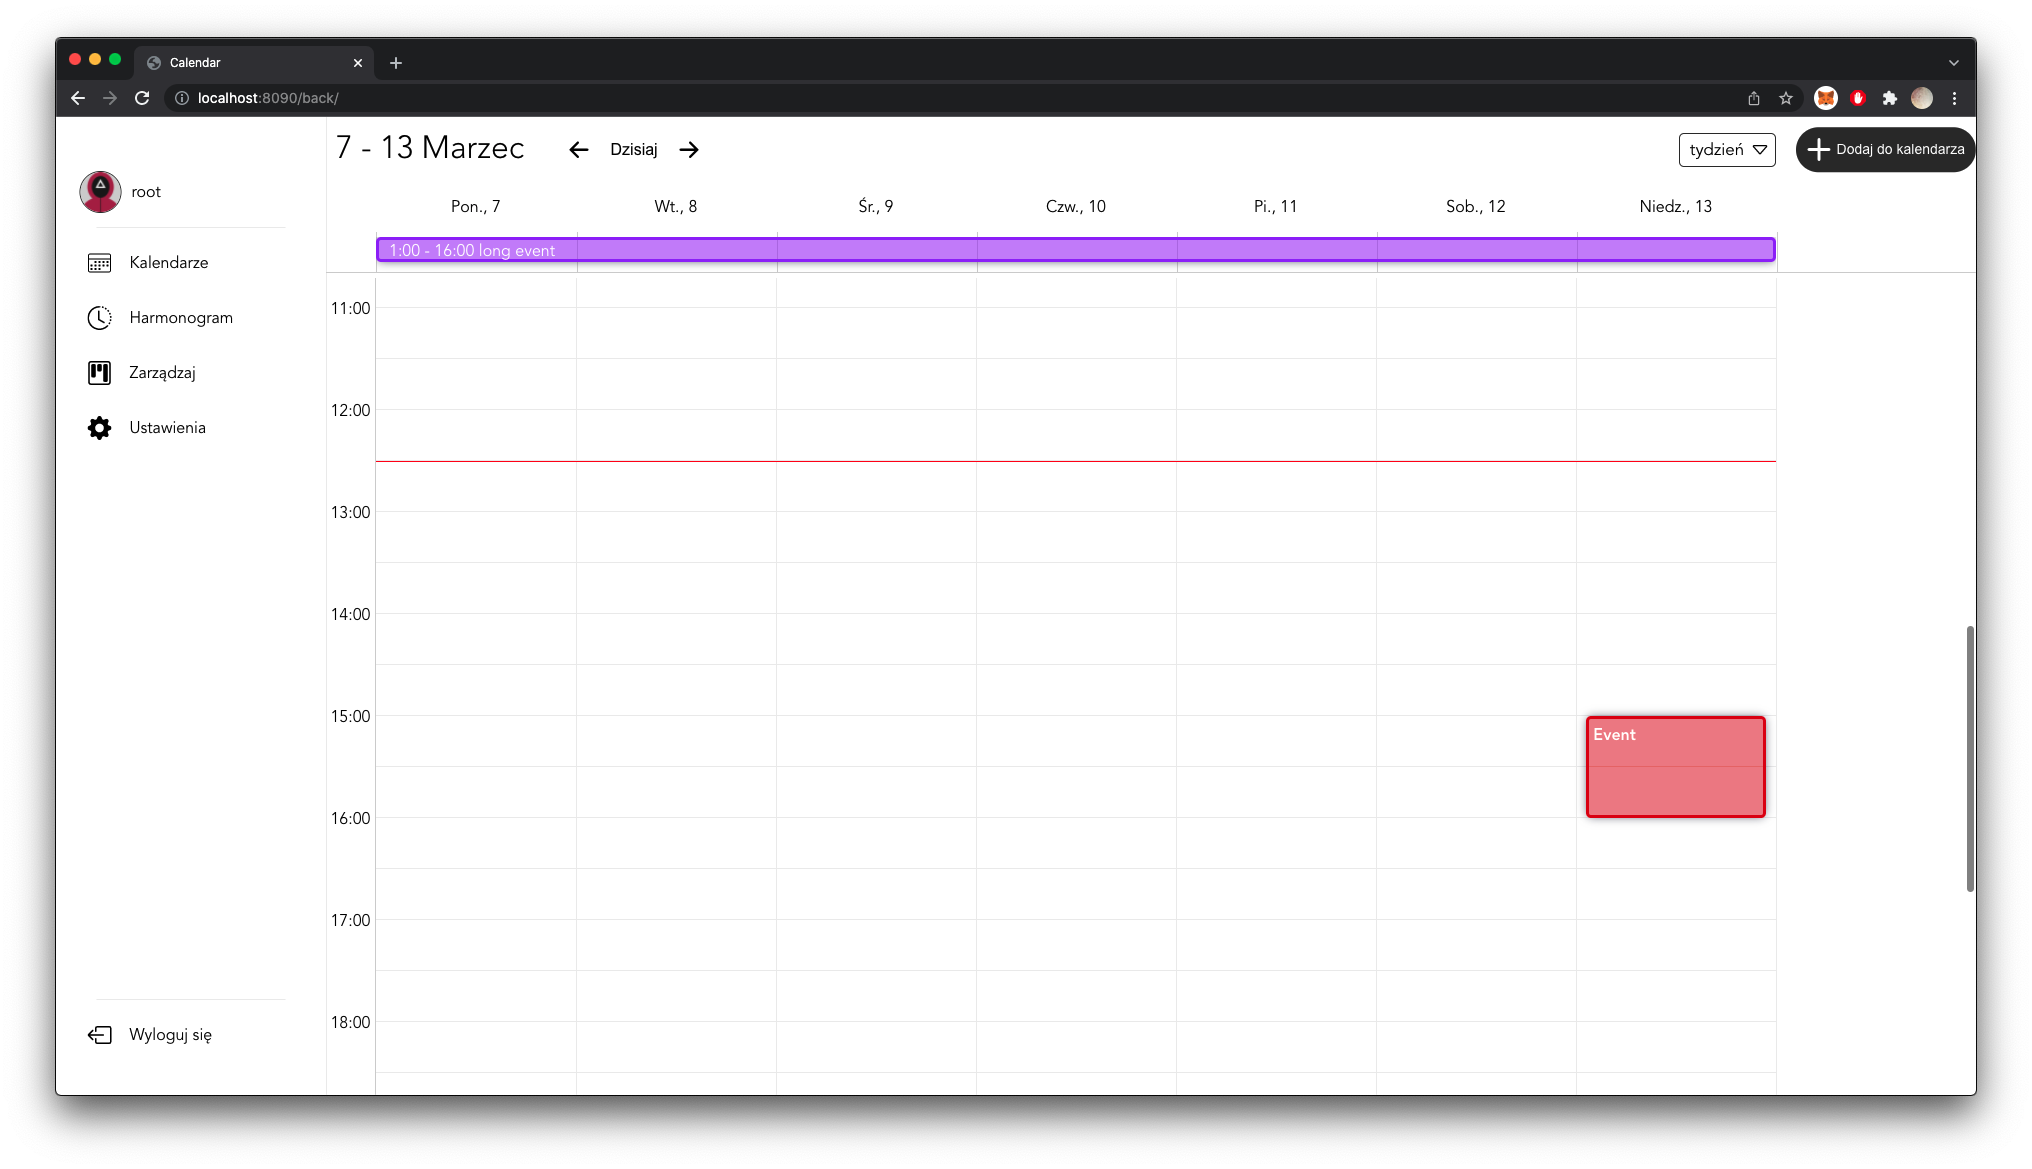 Calendar
localhost:8090/back/
root
Kalendarze
Harmonogram
Zarządzaj
Ustawienia
Wyloguj się
7 - 13 Marzec
Dzisiaj
tydzień
Dodaj do kalendarza
Pon., 7
Wt., 8
Śr., 9
Czw., 10
Pi., 11
Sob., 12
Niedz., 13
1:00 - 16:00 long event
11:00
12:00
13:00
14:00
15:00
Event
16:00
17:00
18:00